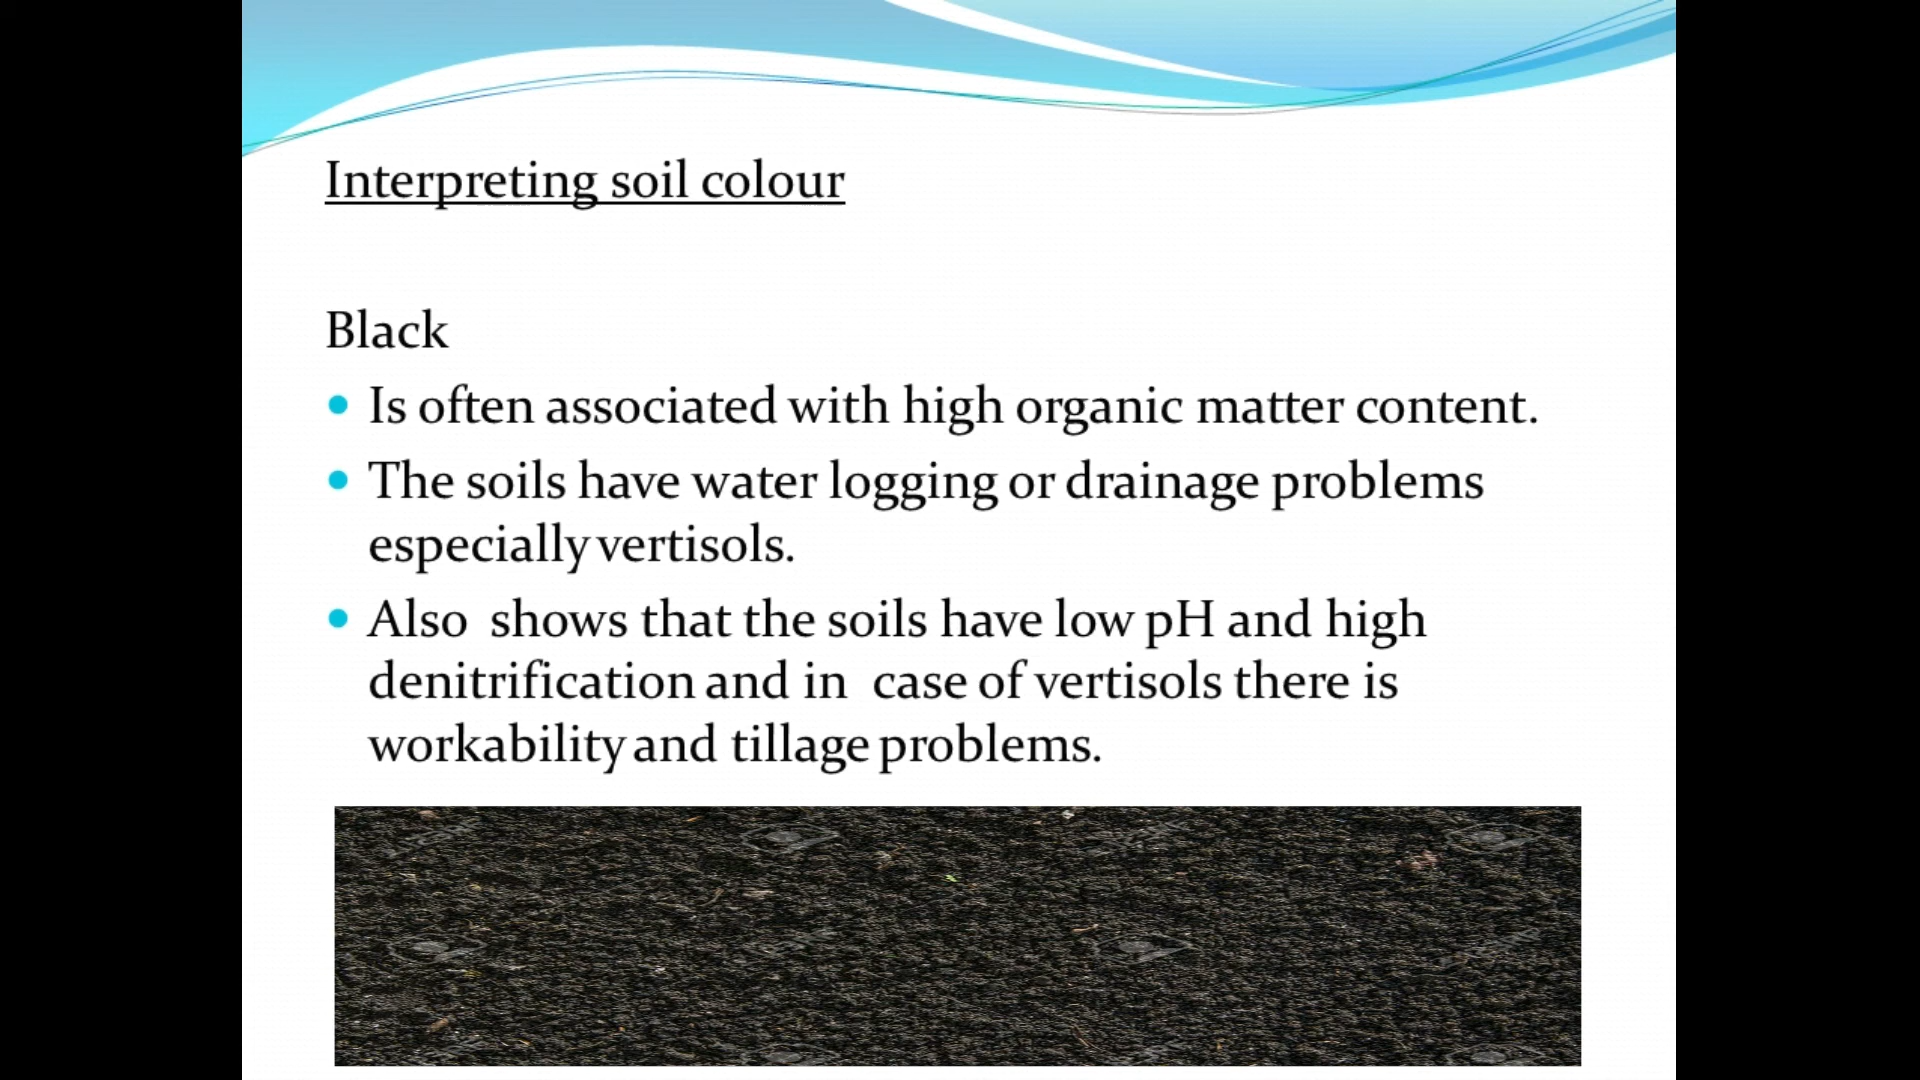 Interpreting soil colour
Black
• Is often associated with high organic matter content.
• The soils have water logging or drainage problems
especially vertisols.
• Also shows that the soils have low pH and high
denitrification and in case of vertisols there is
workability and tillage problems.